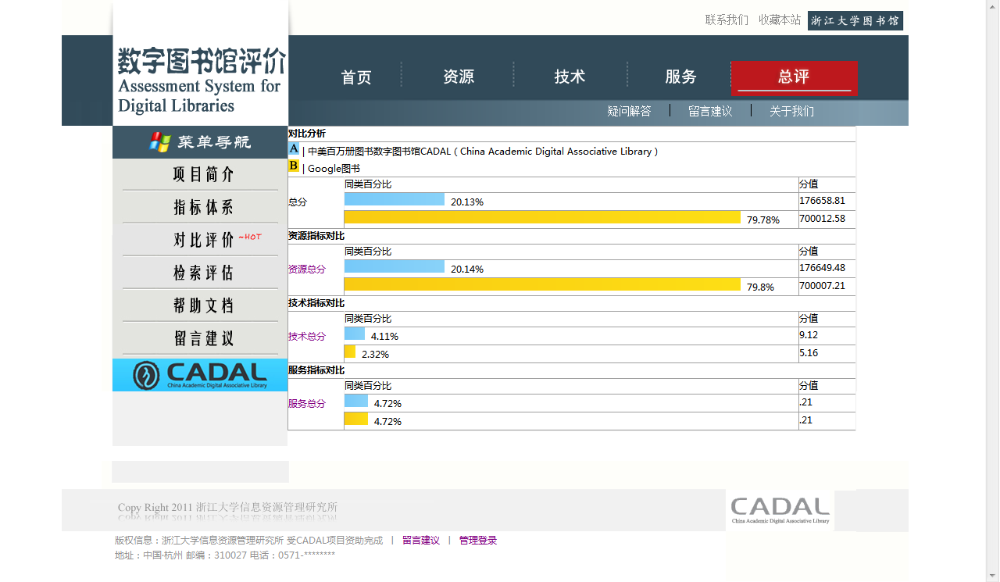 联系我们 收藏本站 浙江大学图书馆
数字图书馆评价
Assessment System for
Digital Libraries
首页 资源 技术 服务 总评
疑问解答 留言建议 关于我们
菜单导航
项目简介
指标体系
对比评价 ~HOT
检索评估
帮助文档
留言建议
CADAL
China Academic Digital Associative Library
对比分析
A | 中美百万册图书数字图书馆CADAL ( China Academic Digital Associative Library )
B | Google图书
总分
同类百分比 分值
20.13% 176658.81
79.78% 700012.58
资源指标对比
资源总分
同类百分比 分值
20.14% 176649.48
79.8% 700007.21
技术指标对比
技术总分
同类百分比 分值
4.11% 9.12
2.32% 5.16
服务指标对比
服务总分
同类百分比 分值
4.72% .21
4.72% .21
Copy Right 2011 浙江大学信息资源管理研究所
CADAL
China Academic Digital Associative Library
版权信息：浙江大学信息资源管理研究所 受CADAL项目资助完成 | 留言建议 | 管理登录
地址：中国·杭州 邮编：310027 电话：0571-********